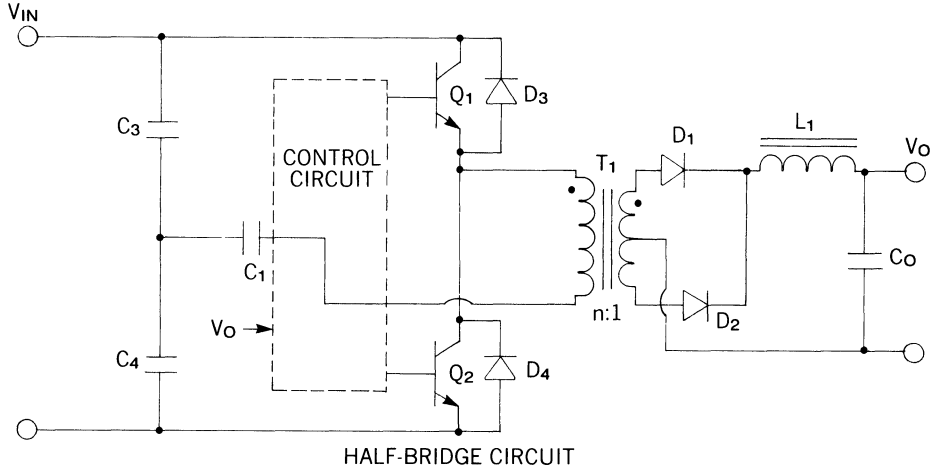 VIN
Q1
D3
C3
CONTROL
CIRCUIT
D1
L1
VO
T1
C1
CO
VO
n:1
D2
C4
Q2
D4
HALF-BRIDGE CIRCUIT